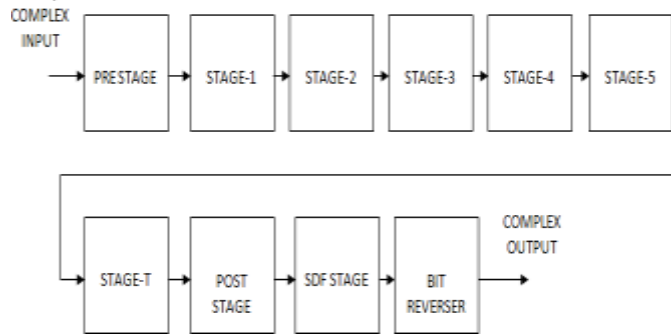 COMPLEX
INPUT
PRESTAGE
STAGE-1
STAGE-2
STAGE-3
STAGE-4
STAGE-5
STAGE-T
POST
STAGE
SDF STAGE
BIT
REVERSER
COMPLEX
OUTPUT